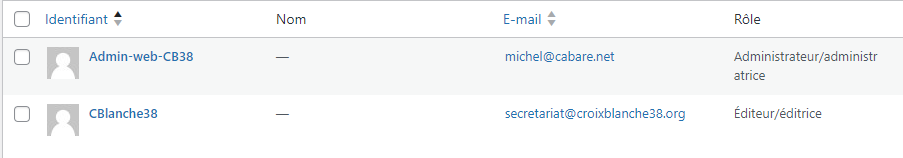 Identifiant Nom E-mail Rôle
Admin-web-CB38 — michel@cabare.net Administrateur/administr
atrice
CBlanche38 — secretariat@croixblanche38.org Éditeur/éditrice